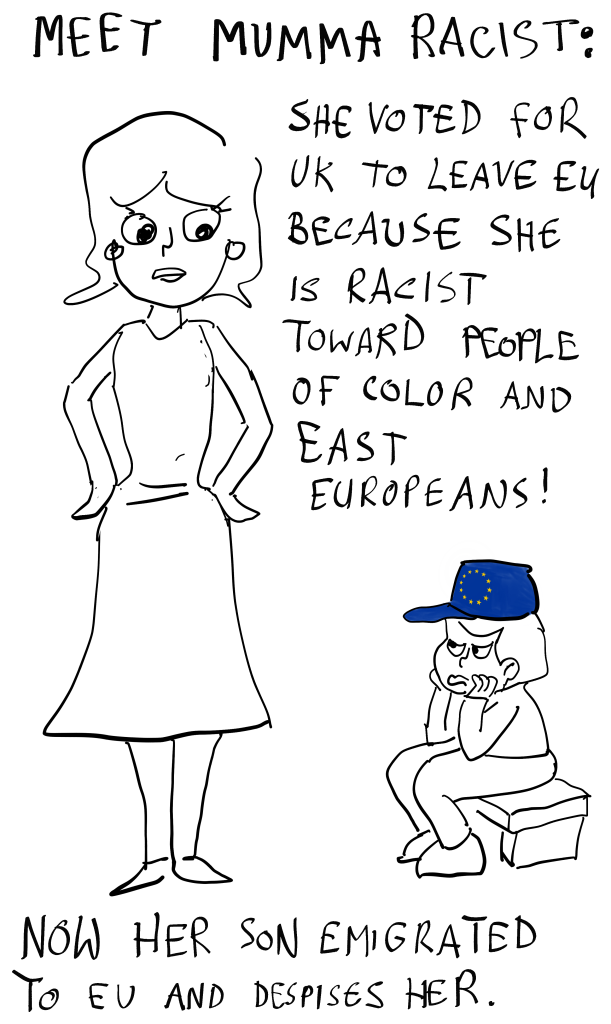 MEET MUMMA RACIST:
SHE VOTED FOR
UK TO LEAVE EU
BECAUSE SHE
IS RACIST
TOWARD PEOPLE
OF COLOR AND
EAST
EUROPEANS!
NOW HER SON EMIGRATED
TO EU AND DESPISES HER.